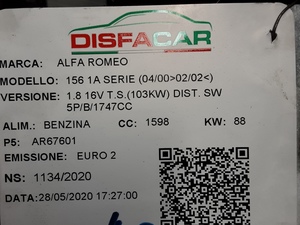 DISFACAR
MARCA: ALFA ROMEO
MODELLO: 156 1A SERIE (04/00>02/02<)
VERSIONE: 1.8 16V T.S.(103KW) DIST. SW
5P/B/1747CC
ALIM.: BENZINA CC: 1598 KW: 88
P5: AR67601
EMISSIONE: EURO 2
NS: 1134/2020
DATA:28/05/2020 17:27:00